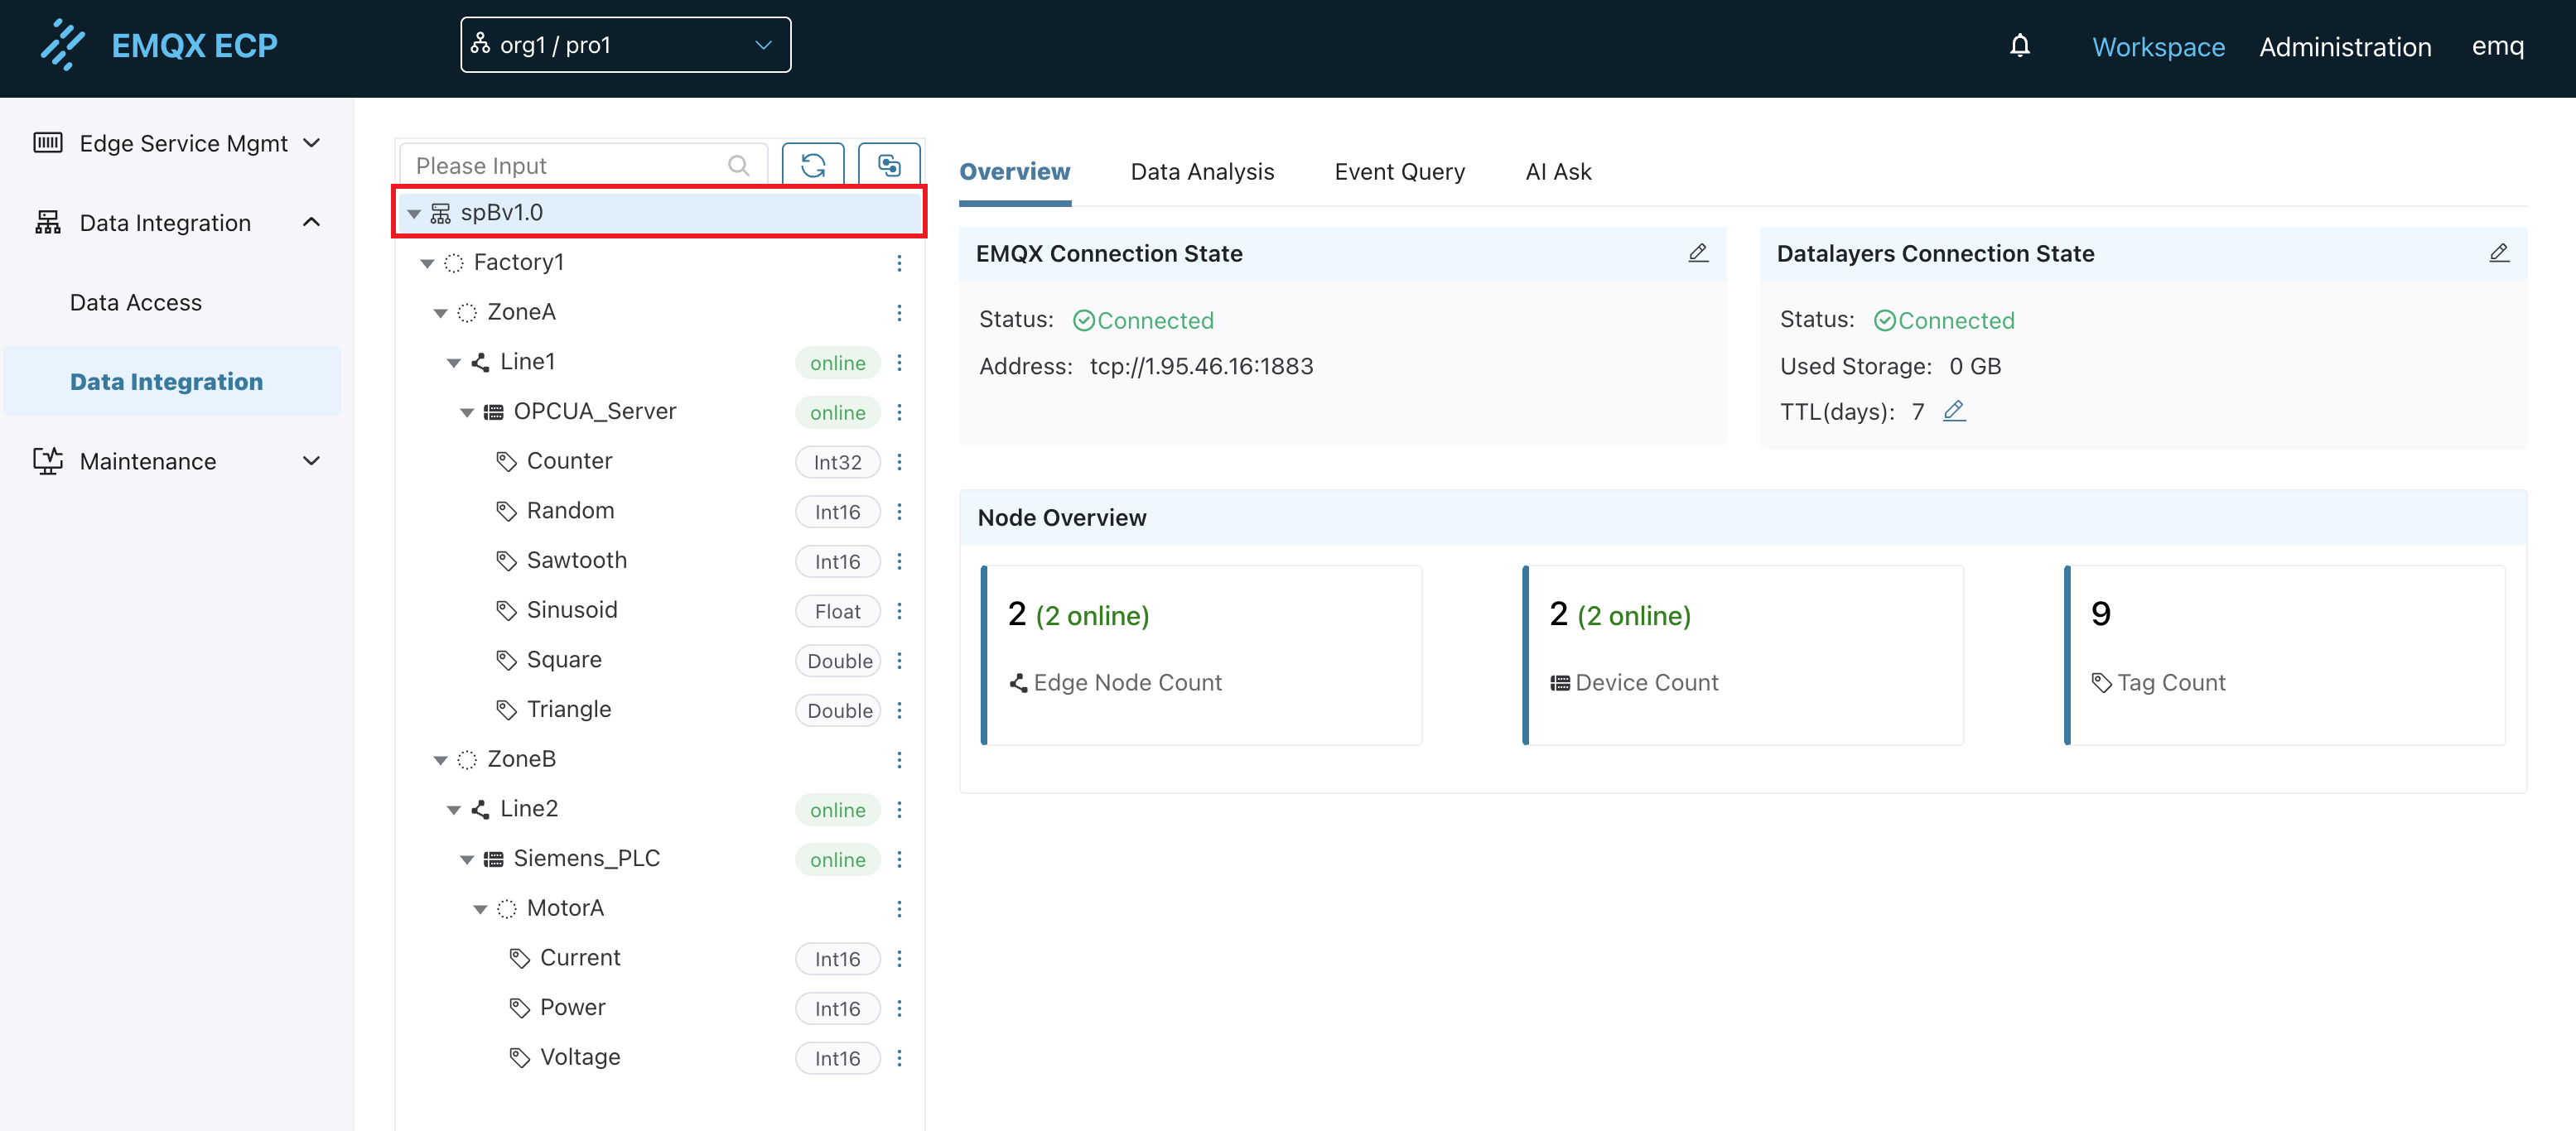 EMQX ECP
org1 / pro1
Workspace
Administration
emq
Edge Service Mgmt
Data Integration
Data Access
Data Integration
Maintenance
Please Input
spBv1.0
Factory1
ZoneA
Line1 online
OPCUA_Server online
Counter Int32
Random Int16
Sawtooth Int16
Sinusoid Float
Square Double
Triangle Double
ZoneB
Line2 online
Siemens_PLC online
MotorA
Current Int16
Power Int16
Voltage Int16
Overview Data Analysis Event Query AI Ask
EMQX Connection State
Status: Connected
Address: tcp://1.95.46.16:1883
Datalayers Connection State
Status: Connected
Used Storage: 0 GB
TTL(days): 7
Node Overview
2 (2 online)
Edge Node Count
2 (2 online)
Device Count
9
Tag Count